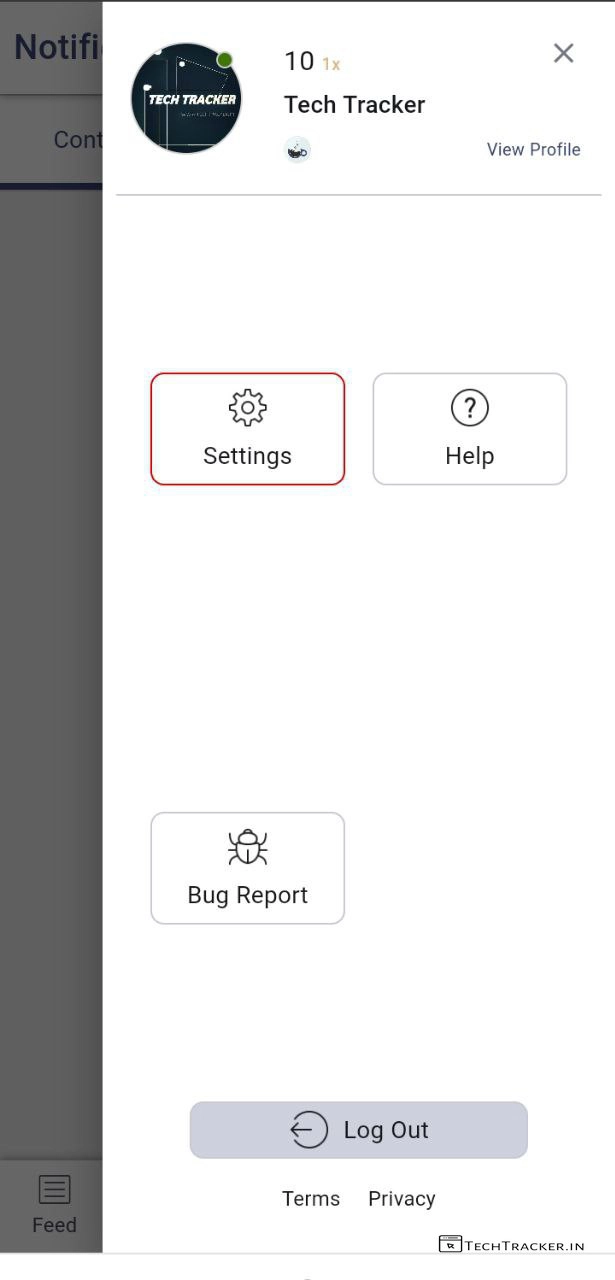 Notifi
10 1x
TECH TRACKER
Tech Tracker
Cont
View Profile
Settings
Help
Bug Report
Log Out
Terms Privacy
Feed
TECHTRACKER.IN